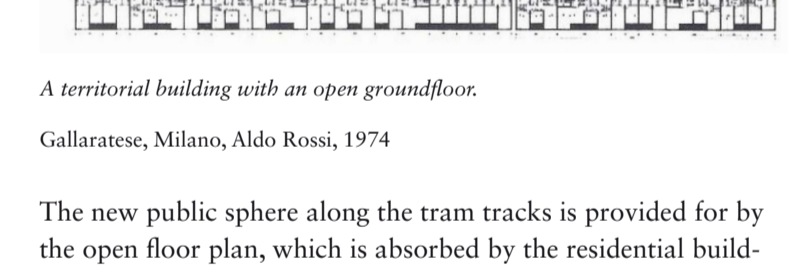 A territorial building with an open groundfloor.
Gallaratese, Milano, Aldo Rossi, 1974
The new public sphere along the tram tracks is provided for by
the open floor plan, which is absorbed by the residential build-